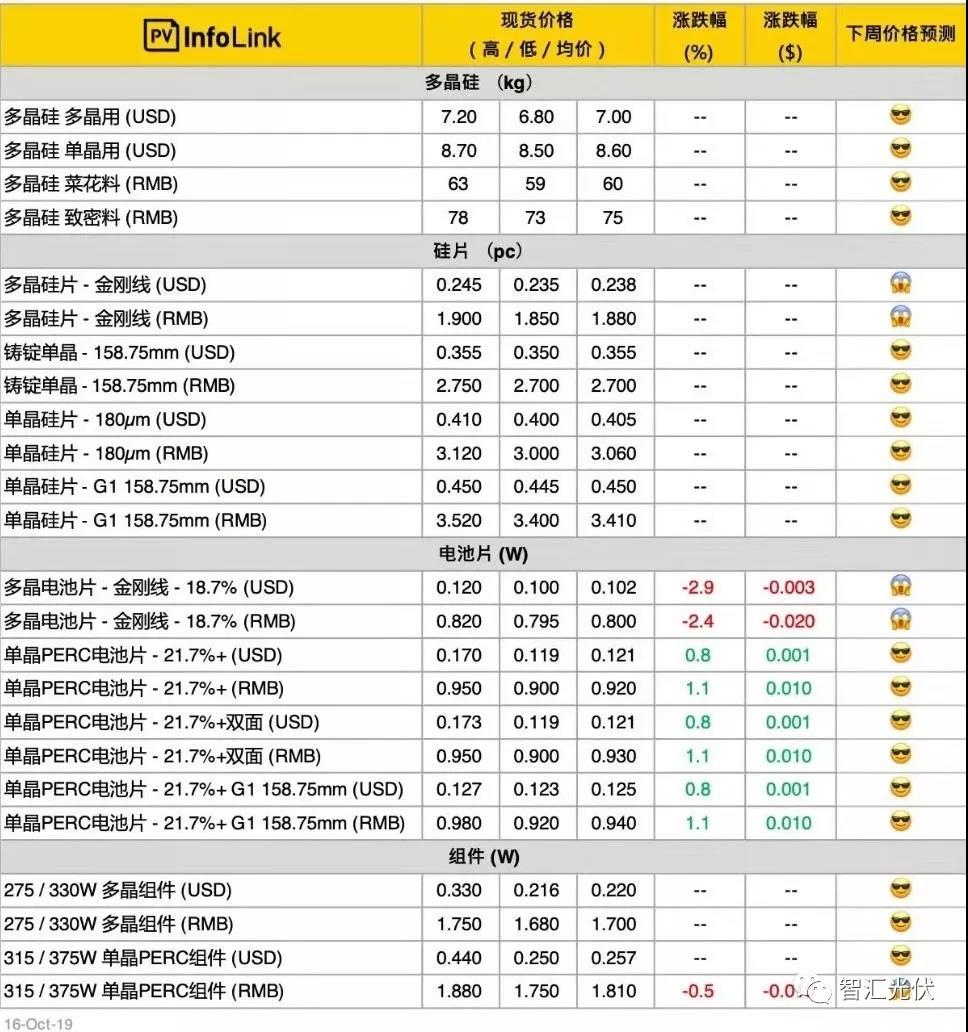 PV InfoLink 现货价格 (高 / 低 / 均价) 涨跌幅 (%) 涨跌幅 ($) 下周价格预测
多晶硅 (kg)
多晶硅 多晶用 (USD) 7.20 6.80 7.00 -- --
多晶硅 单晶用 (USD) 8.70 8.50 8.60 -- --
多晶硅 菜花料 (RMB) 63 59 60 -- --
多晶硅 致密料 (RMB) 78 73 75 -- --
硅片 (pc)
多晶硅片 - 金刚线 (USD) 0.245 0.235 0.238 -- --
多晶硅片 - 金刚线 (RMB) 1.900 1.850 1.880 -- --
铸锭单晶 - 158.75mm (USD) 0.355 0.350 0.355 -- --
铸锭单晶 - 158.75mm (RMB) 2.750 2.700 2.700 -- --
单晶硅片 - 180μm (USD) 0.410 0.400 0.405 -- --
单晶硅片 - 180μm (RMB) 3.120 3.000 3.060 -- --
单晶硅片 - G1 158.75mm (USD) 0.450 0.445 0.450 -- --
单晶硅片 - G1 158.75mm (RMB) 3.520 3.400 3.410 -- --
电池片 (W)
多晶电池片 - 金刚线 - 18.7% (USD) 0.120 0.100 0.102 -2.9 -0.003
多晶电池片 - 金刚线 - 18.7% (RMB) 0.820 0.795 0.800 -2.4 -0.020
单晶PERC电池片 - 21.7%+ (USD) 0.170 0.119 0.121 0.8 0.001
单晶PERC电池片 - 21.7%+ (RMB) 0.950 0.900 0.920 1.1 0.010
单晶PERC电池片 - 21.7%+双面 (USD) 0.173 0.119 0.121 0.8 0.001
单晶PERC电池片 - 21.7%+双面 (RMB) 0.950 0.900 0.930 1.1 0.010
单晶PERC电池片 - 21.7%+ G1 158.75mm (USD) 0.127 0.123 0.125 0.8 0.001
单晶PERC电池片 - 21.7%+ G1 158.75mm (RMB) 0.980 0.920 0.940 1.1 0.010
组件 (W)
275 / 330W 多晶组件 (USD) 0.330 0.216 0.220 -- --
275 / 330W 多晶组件 (RMB) 1.750 1.680 1.700 -- --
315 / 375W 单晶PERC组件 (USD) 0.440 0.250 0.257 -- --
315 / 375W 单晶PERC组件 (RMB) 1.880 1.750 1.810 -0.5
智汇光伏
16-Oct-19